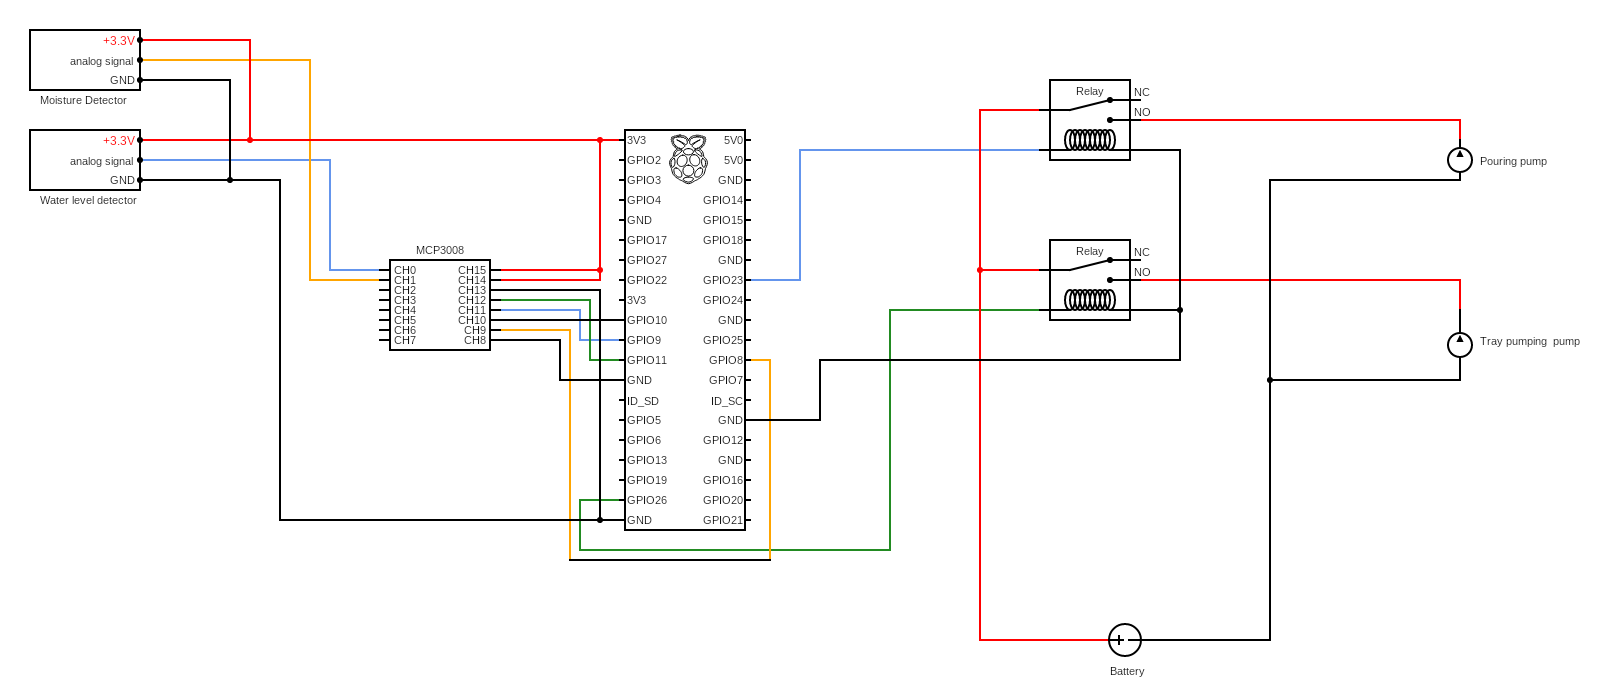 +3.3V
analog signal
GND
Moisture Detector
+3.3V
analog signal
GND
Water level detector
MCP3008
CH0 CH15
CH1 CH14
CH2 CH13
CH3 CH12
CH4 CH11
CH5 CH10
CH6 CH9
CH7 CH8
3V3 5V0
GPIO2 5V0
GPIO3 GND
GPIO4 GPIO14
GND GPIO15
GPIO17 GPIO18
GPIO27 GND
GPIO22 GPIO23
3V3 GPIO24
GPIO10 GND
GPIO9 GPIO25
GPIO11 GPIO8
GND GPIO7
ID_SD ID_SC
GPIO5 GND
GPIO6 GPIO12
GPIO13 GND
GPIO19 GPIO16
GPIO26 GPIO20
GND GPIO21
Relay
NC
NO
Relay
NC
NO
Pouring pump
Tray pumping pump
Battery